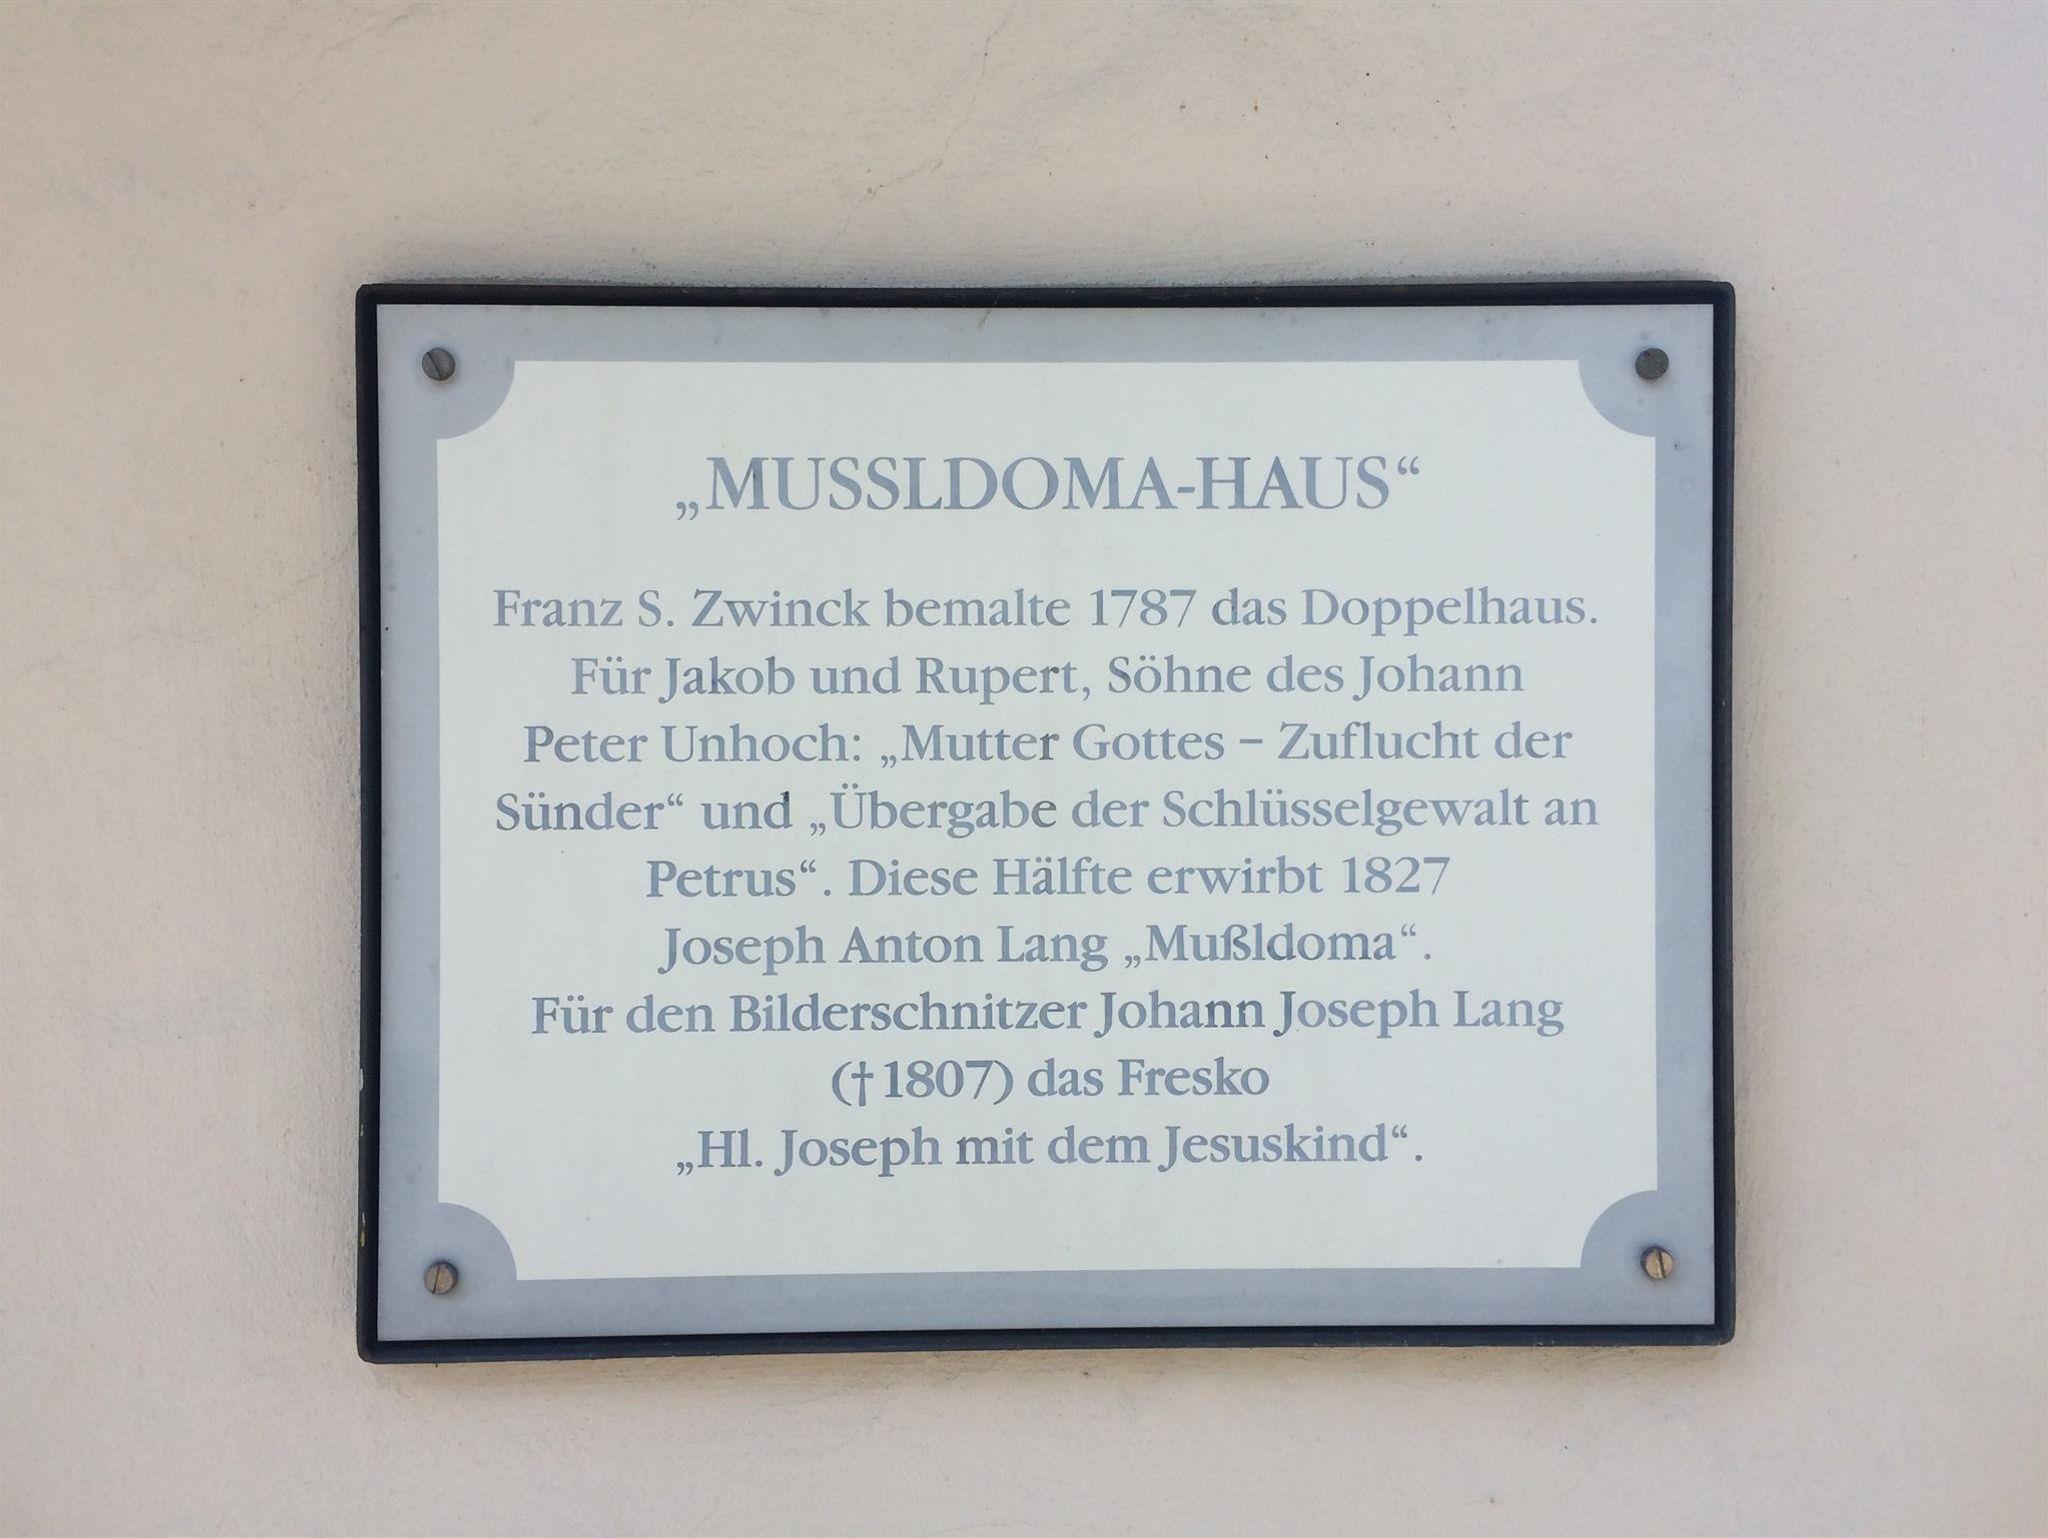 „MUSSLDOMA-HAUS“
Franz S. Zwinck bemalte 1787 das Doppelhaus.
Für Jakob und Rupert, Söhne des Johann
Peter Unhoch: „Mutter Gottes – Zuflucht der
Sünder“ und „Übergabe der Schlüsselgewalt an
Petrus“. Diese Hälfte erwirbt 1827
Joseph Anton Lang „Mußldoma“.
Für den Bilderschnitzer Johann Joseph Lang
(†1807) das Fresko
„Hl. Joseph mit dem Jesuskind“.